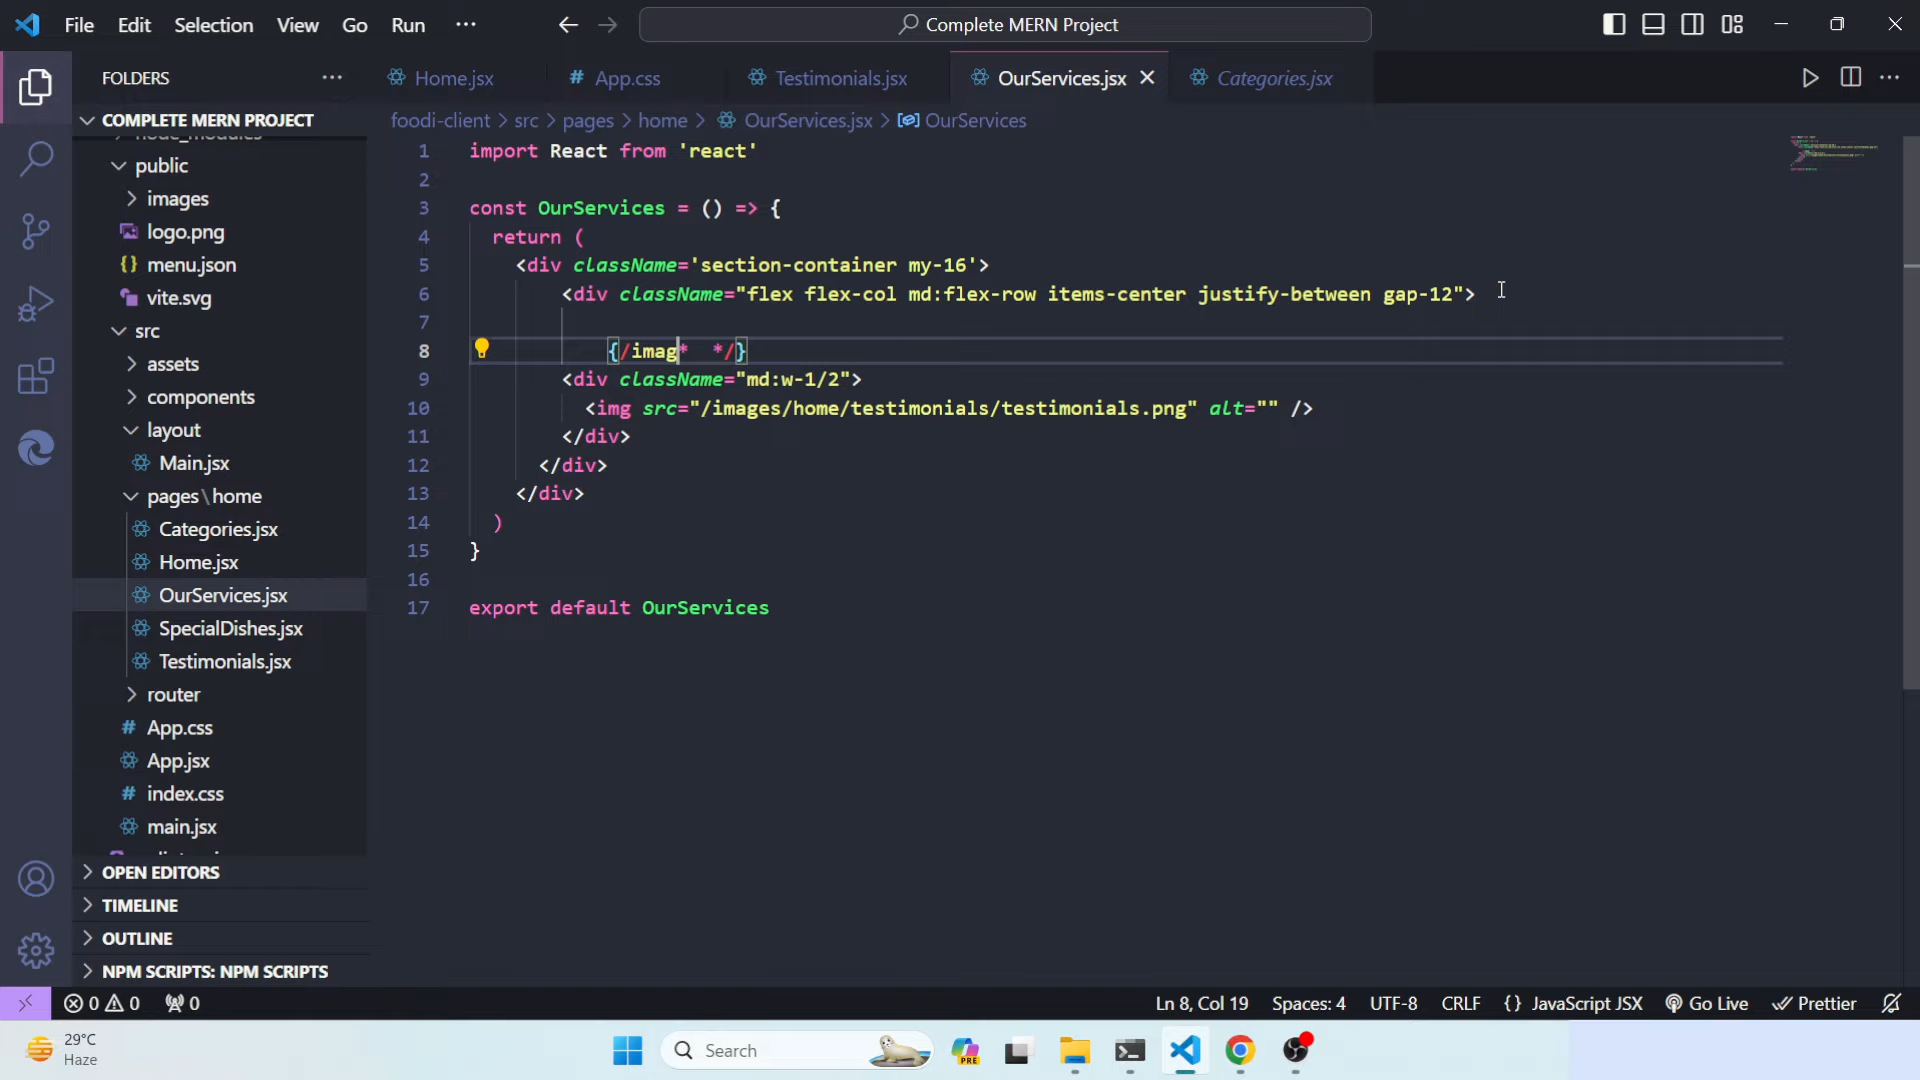 File Edit Selection View Go Run ··· Complete MERN Project
FOLDERS ···
Home.jsx # App.css Testimonials.jsx OurServices.jsx Categories.jsx
foodi-client > src > pages > home > OurServices.jsx > OurServices
COMPLETE MERN PROJECT
node_modules
public
images
logo.png
{} menu.json
vite.svg
src
assets
components
layout
Main.jsx
pages\home
Categories.jsx
Home.jsx
OurServices.jsx
SpecialDishes.jsx
Testimonials.jsx
router
# App.css
App.jsx
# index.css
main.jsx
OPEN EDITORS
TIMELINE
OUTLINE
NPM SCRIPTS: NPM SCRIPTS
1 import React from 'react'
2
3 const OurServices = () => {
4 return (
5 <div className='section-container my-16'>
6 <div className="flex flex-col md:flex-row items-center justify-between gap-12">
7
8 {/imag*  */}
9 <div className="md:w-1/2">
10 <img src="/images/home/testimonials/testimonials.png" alt="" />
11 </div>
12 </div>
13 </div>
14 )
15 }
16
17 export default OurServices
0 0 0 Ln 8, Col 19 Spaces: 4 UTF-8 CRLF {} JavaScript JSX Go Live Prettier
29°C
Haze
Search
PRE